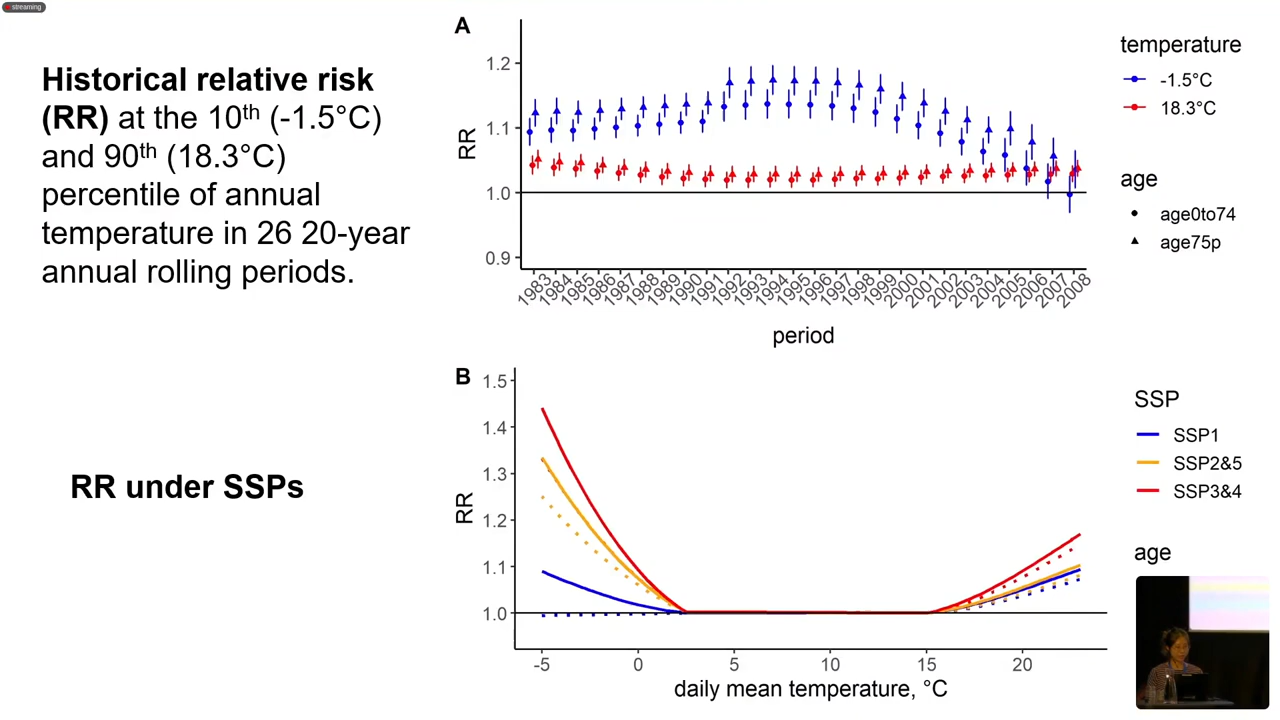 streaming
Historical relative risk
(RR) at the 10th (-1.5°C)
and 90th (18.3°C)
percentile of annual
temperature in 26 20-year
annual rolling periods.
A
1.2
1.1
1.0
0.9
RR
1983 1984 1985 1986 1987 1988 1989 1990 1991 1992 1993 1994 1995 1996 1997 1998 1999 2000 2001 2002 2003 2004 2005 2006 2007 2008
period
temperature
-1.5°C
18.3°C
age
age0to74
age75p
RR under SSPs
B
1.5
1.4
1.3
1.2
1.1
1.0
RR
-5 0 5 10 15 20
daily mean temperature, °C
SSP
SSP1
SSP2&5
SSP3&4
age